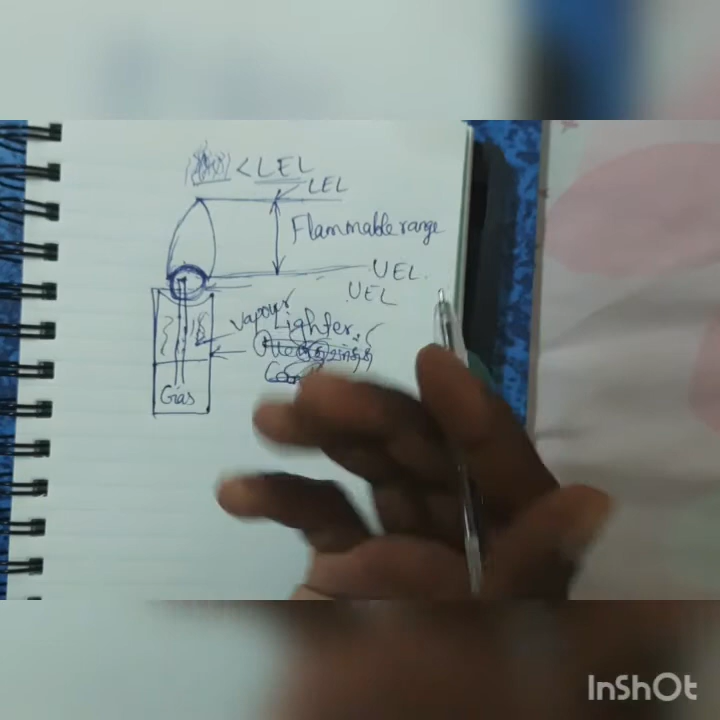 < LEL
LEL
Flammable range
UEL
UEL
Vapour
Lighter
Gas
InShOt